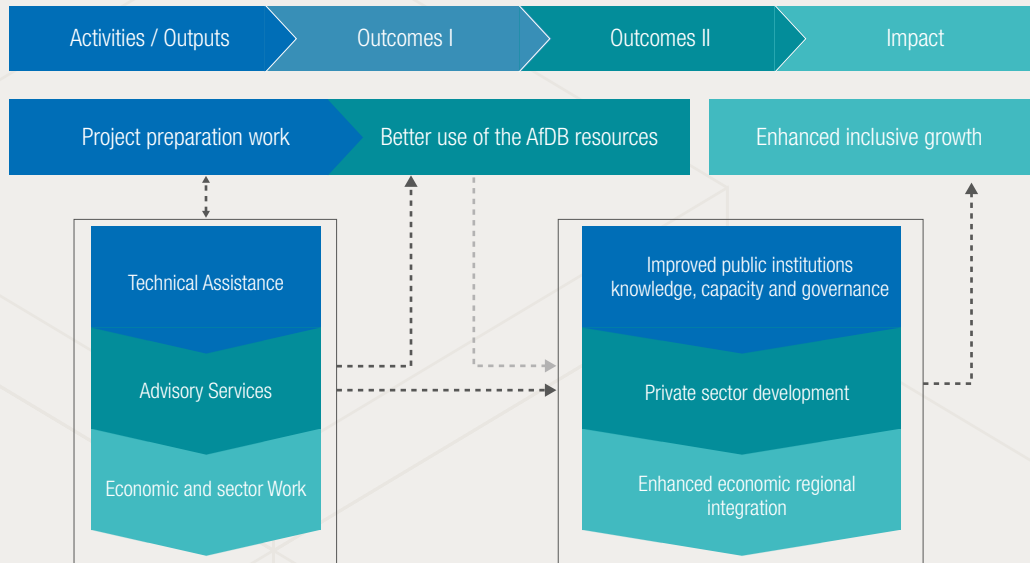 Activities / Outputs
Outcomes I
Outcomes II
Impact
Project preparation work
Better use of the AfDB resources
Enhanced inclusive growth
Technical Assistance
Advisory Services
Economic and sector Work
Improved public institutions
knowledge, capacity and governance
Private sector development
Enhanced economic regional
integration